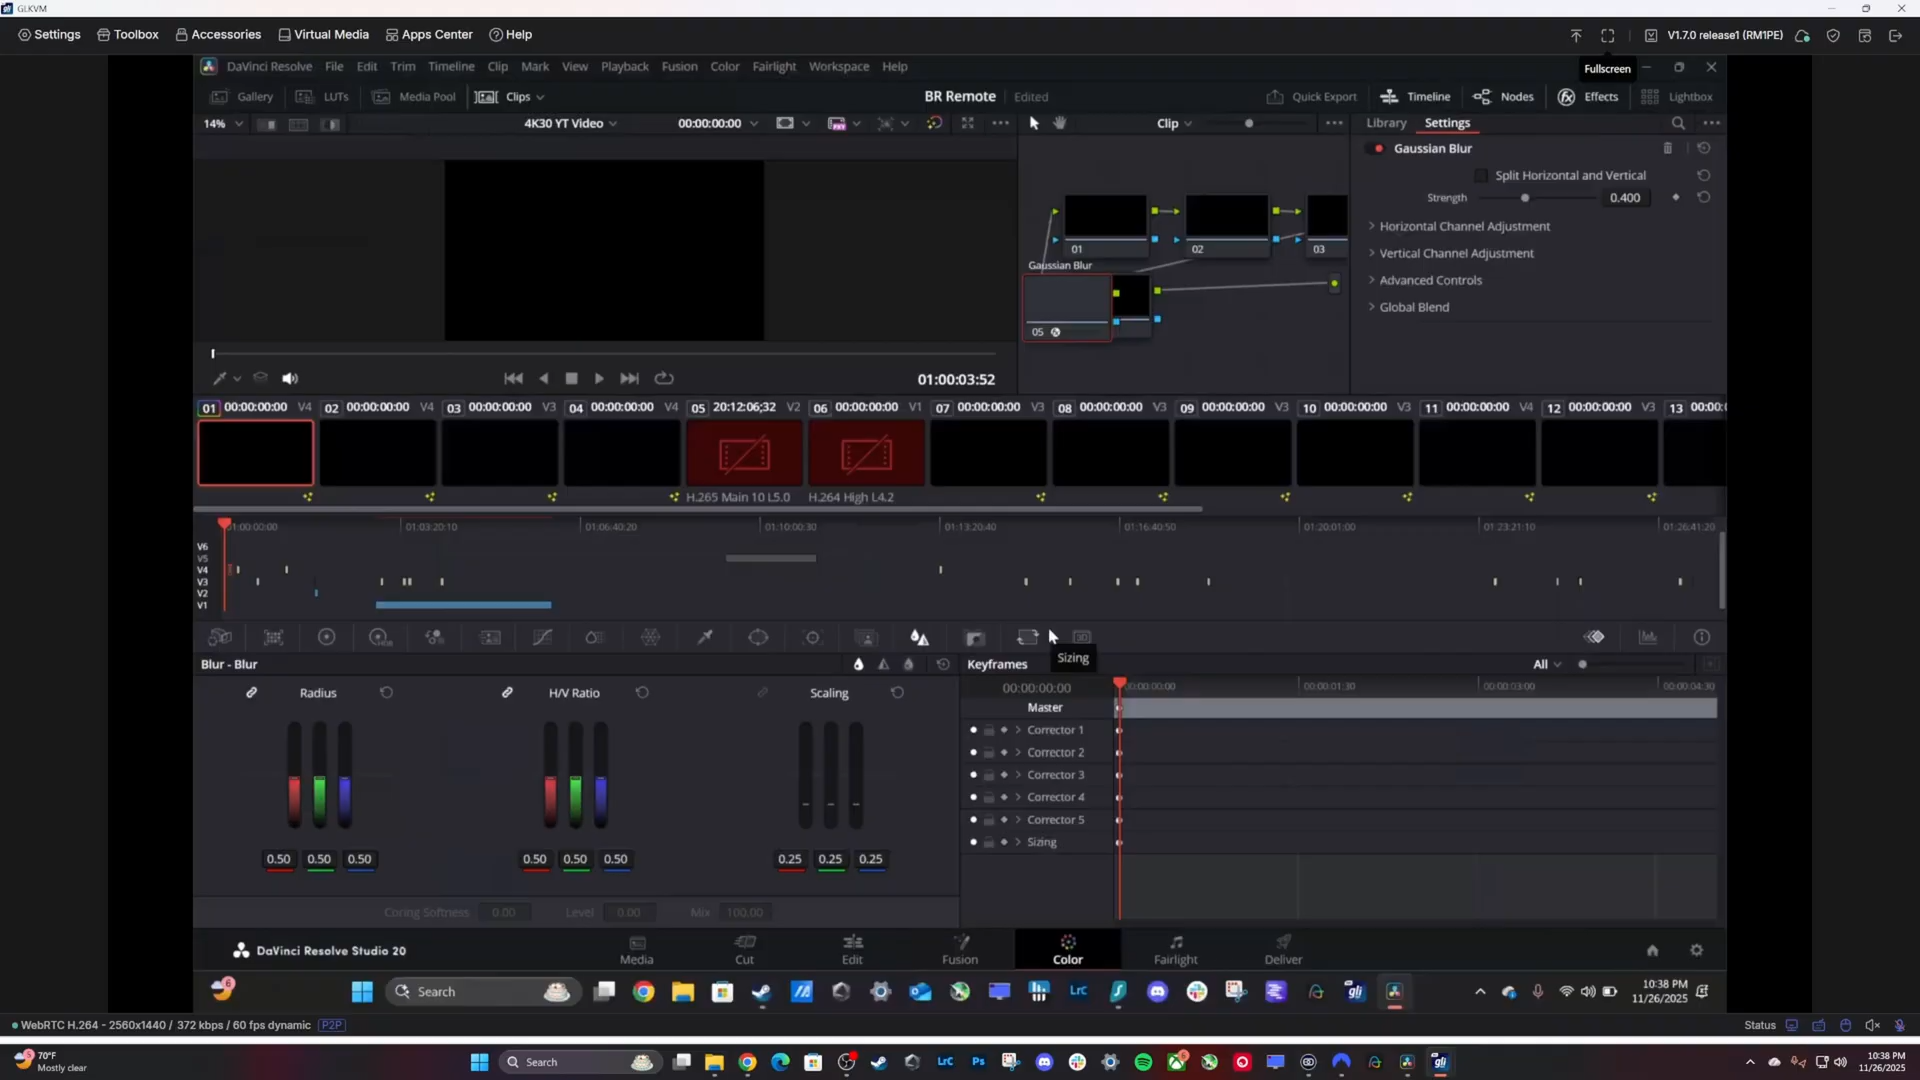 GLKVM
Settings Toolbox Accessories Virtual Media Apps Center Help V1.7.0 release1 (RM1PE)
Fullscreen
DaVinci Resolve File Edit Trim Timeline Clip Mark View Playback Fusion Color Fairlight Workspace Help
Gallery LUTs Media Pool Clips BR Remote Edited Quick Export Timeline Nodes Effects Lightbox
14% 4K30 YT Video 00:00:00:00 Clip Library Settings
Gaussian Blur
Split Horizontal and Vertical
Strength 0.400
Horizontal Channel Adjustment
Vertical Channel Adjustment
Advanced Controls
Global Blend
01 02 03
Gaussian Blur
05
01:00:03:52
01 00:00:00:00 V4 02 00:00:00:00 V4 03 00:00:00:00 V3 04 00:00:00:00 V4 05 20:12:06;32 V2 06 00:00:00:00 V1 07 00:00:00:00 V3 08 00:00:00:00 V3 09 00:00:00:00 V3 10 00:00:00:00 V3 11 00:00:00:00 V4 12 00:00:00:00 V3 13 00:00:
H.265 Main 10 L5.0 H.264 High L4.2
01:00:00:00 01:03:20:10 01:06:40:20 01:10:00:30 01:13:20:40 01:16:40:50 01:20:01:00 01:23:21:10 01:26:41:20
V6
V5
V4
V3
V2
V1
Sizing
Blur - Blur Keyframes All
Radius H/V Ratio Scaling
00:00:00:00 00:00:00:00 00:00:01:30 00:00:03:00 00:00:04:30
Master
Corrector 1
Corrector 2
Corrector 3
Corrector 4
Corrector 5
Sizing
0.50 0.50 0.50 0.50 0.50 0.50 0.25 0.25 0.25
Coring Softness 0.00 Level 0.00 Mix 100.00
DaVinci Resolve Studio 20 Media Cut Edit Fusion Color Fairlight Deliver
6 Search LrC gli 10:38 PM
11/26/2025
WebRTC H.264 - 2560x1440 / 372 kbps / 60 fps dynamic P2P Status
70°F
Mostly clear
Search LrC Ps gli 10:38 PM
11/26/2025